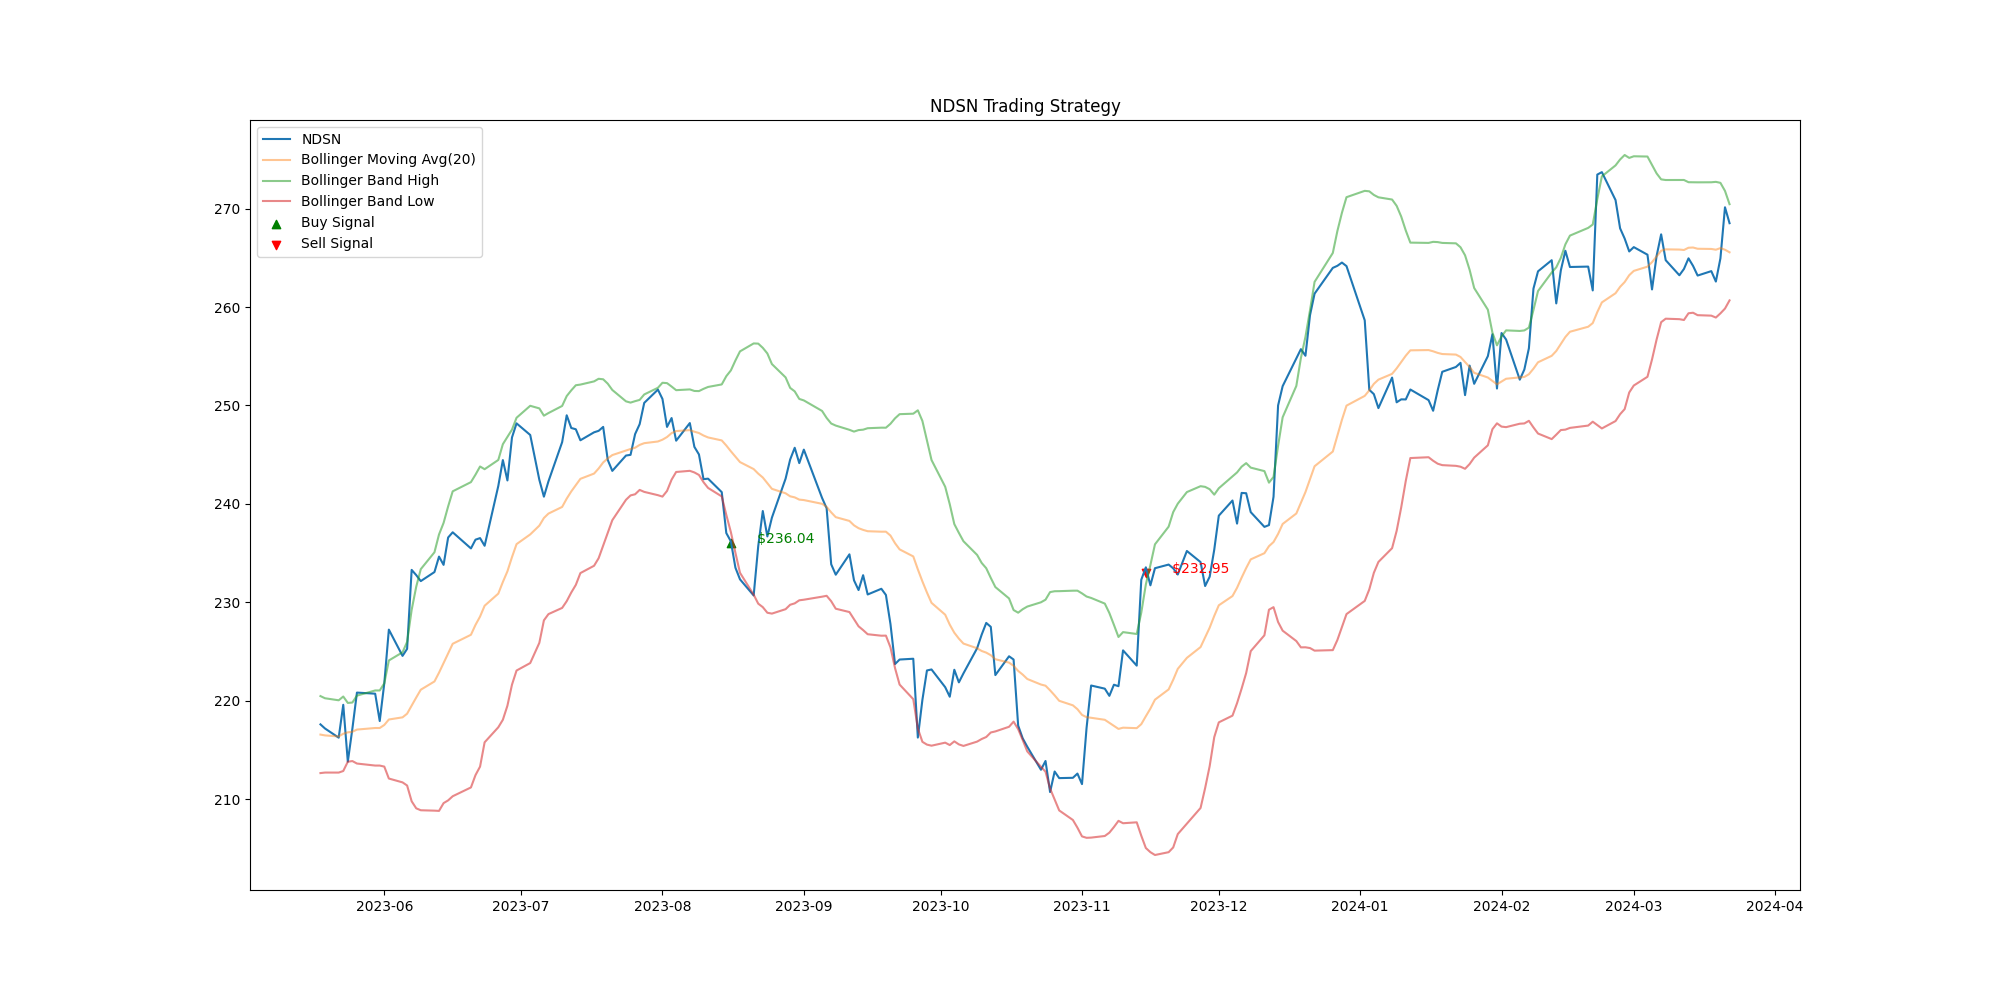 NDSN Trading Strategy
NDSN
Bollinger Moving Avg(20)
Bollinger Band High
Bollinger Band Low
Buy Signal
Sell Signal
270
260
250
240
230
220
210
$236.04
$232.95
2023-06 2023-07 2023-08 2023-09 2023-10 2023-11 2023-12 2024-01 2024-02 2024-03 2024-04